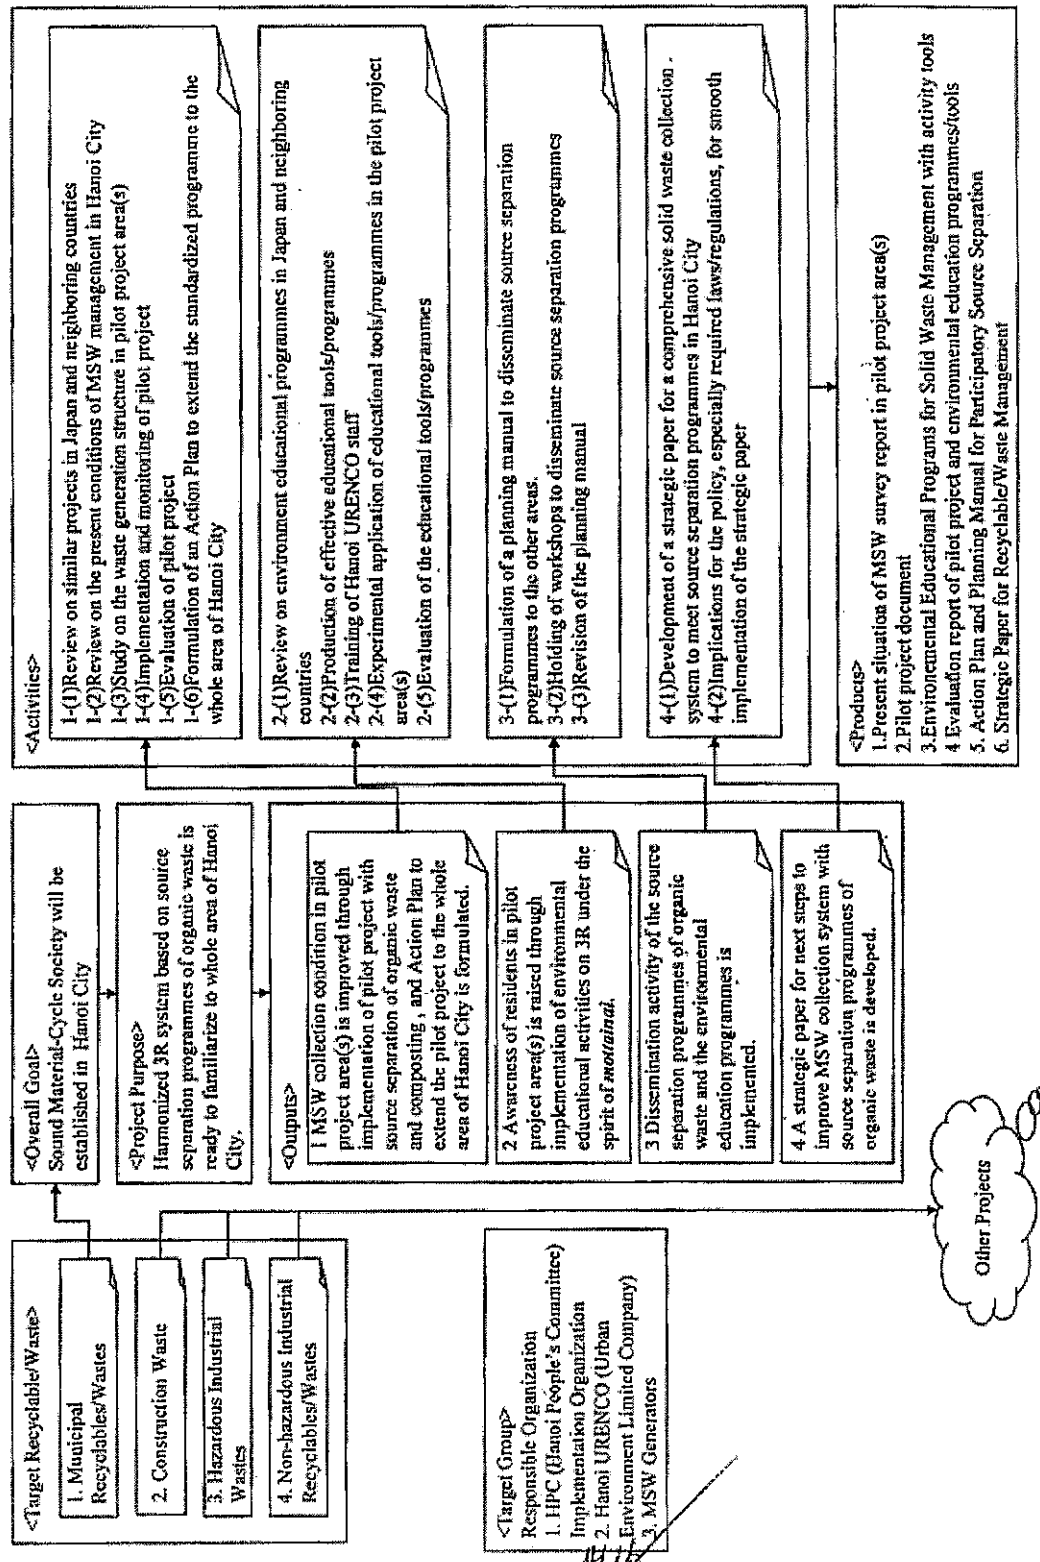 <Target Recyclable/Waste>
1. Municipal
Recyclables/Wastes
2. Construction Waste
3. Hazardous Industrial
Wastes
4. Non-hazardous Industrial
Recyclables/Wastes
<Target Group>
Responsible Organization
1. HPC (Hanoi People's Committee)
Implementation Organization
2. Hanoi URENCO (Urban
Environment Limited Company)
3. MSW Generators
<Overall Goal>
Sound Material-Cycle Society will be
established in Hanoi City
<Project Purpose>
Harmonized 3R system based on source
separation programmes of organic waste is
ready to familiarize to whole area of Hanoi
City.
<Outputs>
1 MSW collection condition in pilot
project area(s) is improved through
implementation of pilot project with
source separation of organic waste
and composting , and Action Plan to
extend the pilot project to the whole
area of Hanoi City is formulated.
2 Awareness of residents in pilot
project area(s) is raised through
implementation of environmental
educational activities on 3R under the
spirit of mottainai.
3 Dissemination activity of the source
separation programmes of organic
waste and the environmental
education programmes is
implemented.
4 A strategic paper for next steps to
improve MSW collection system with
source separation programmes of
organic waste is developed.
Other Projects
<Activities>
1-(1)Review on similar projects in Japan and neighboring countries
1-(2)Review on the present conditions of MSW management in Hanoi City
1-(3)Study on the waste generation structure in pilot project area(s)
1-(4)Implementation and monitoring of pilot project
1-(5)Evaluation of pilot project
1-(6)Formulation of an Action Plan to extend the standardized programme to the
whole area of Hanoi City
2-(1)Review on environment educational programmes in Japan and neighboring
countries
2-(2)Production of effective educational tools/programmes
2-(3)Training of Hanoi URENCO staff
2-(4)Experimental application of educational tools/programmes in the pilot project
area(s)
2-(5)Evaluation of the educational tools/programmes
3-(1)Formulation of a planning manual to disseminate source separation
programmes to the other areas.
3-(2)Holding of workshops to disseminate source separation programmes
3-(3)Revision of the planning manual
4-(1)Development of a strategic paper for a comprehensive solid waste collection .
system to meet source separation programmes in Hanoi City
4-(2)Implications for the policy, especially required laws/regulations, for smooth
implementation of the strategic paper
<Products>
1.Present situation of MSW survey report in pilot project area(s)
2.Pilot project document
3.Environemental Educational Programs for Solid Waste Management with activity tools
4 Evaluation report of pilot project and environmental education programmes/tools
5. Action Plan and Planning Manual for Participatory Source Separation
6. Strategic Paper for Recyclable/Waste Management